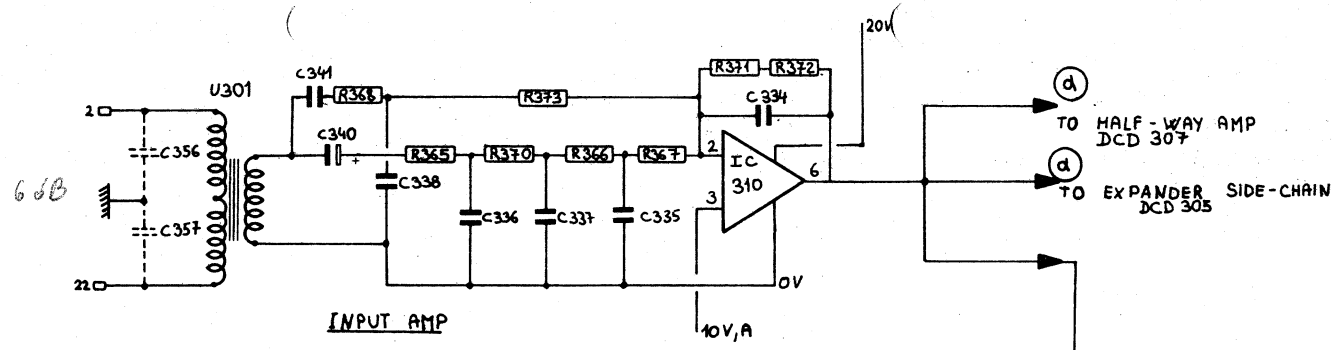 20V
R371 R372
C341
U301
R368
R373
C334
a
TO HALF-WAY AMP
DCD 307
2
C340
C356
R365
R370
R366
R367
2
IC
310
6
3
a
TO EXPANDER SIDE-CHAIN
DCD 305
6 dB
C338
C336
C337
C335
C357
22
0V
INPUT AMP
10V,A